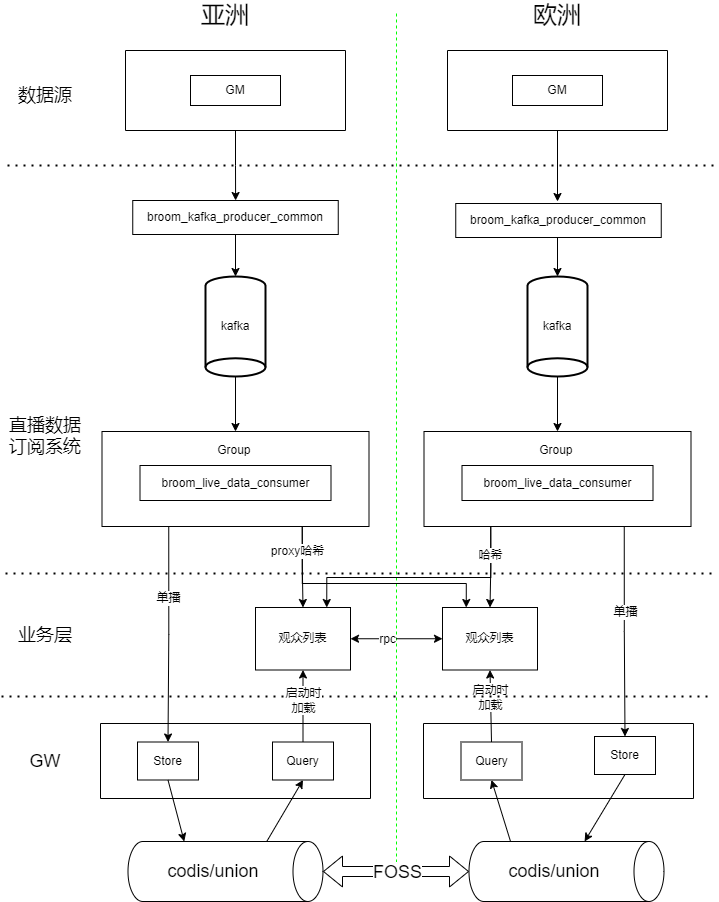 亚洲
欧洲
数据源
GM
GM
broom_kafka_producer_common
broom_kafka_producer_common
kafka
kafka
直播数据
订阅系统
Group
Group
broom_live_data_consumer
broom_live_data_consumer
proxy哈希
哈希
单播
单播
业务层
观众列表
rpc
观众列表
启动时
加载
启动时
加载
GW
Store
Query
Query
Store
codis/union
FOSS
codis/union